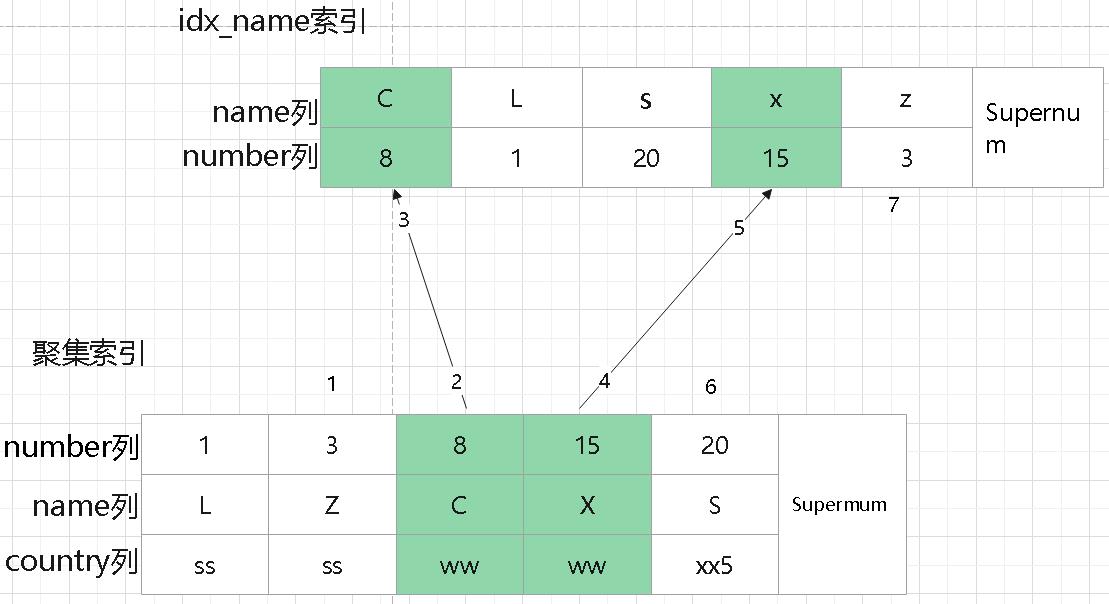 idx_name索引
name列 C L s x z Supernu
m
number列 8 1 20 15 3
3 5 7
聚集索引
1 2 4 6
number列 1 3 8 15 20
name列 L Z C X S Supermum
country列 ss ss ww ww xx5